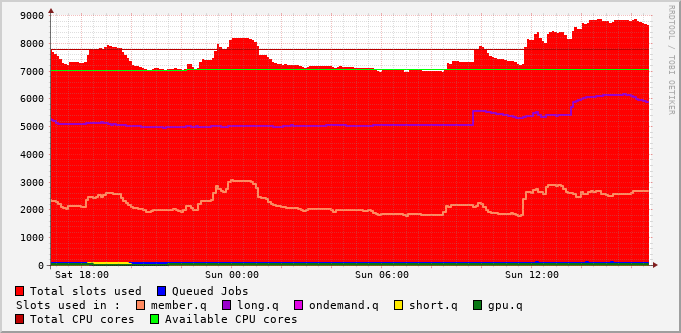 9000
8000
7000
6000
5000
4000
3000
2000
1000
0
Sat 18:00 Sun 00:00 Sun 06:00 Sun 12:00
RRDTOOL / TOBI OETIKER
Total slots used Queued Jobs
Slots used in : member.q long.q ondemand.q short.q gpu.q
Total CPU cores Available CPU cores